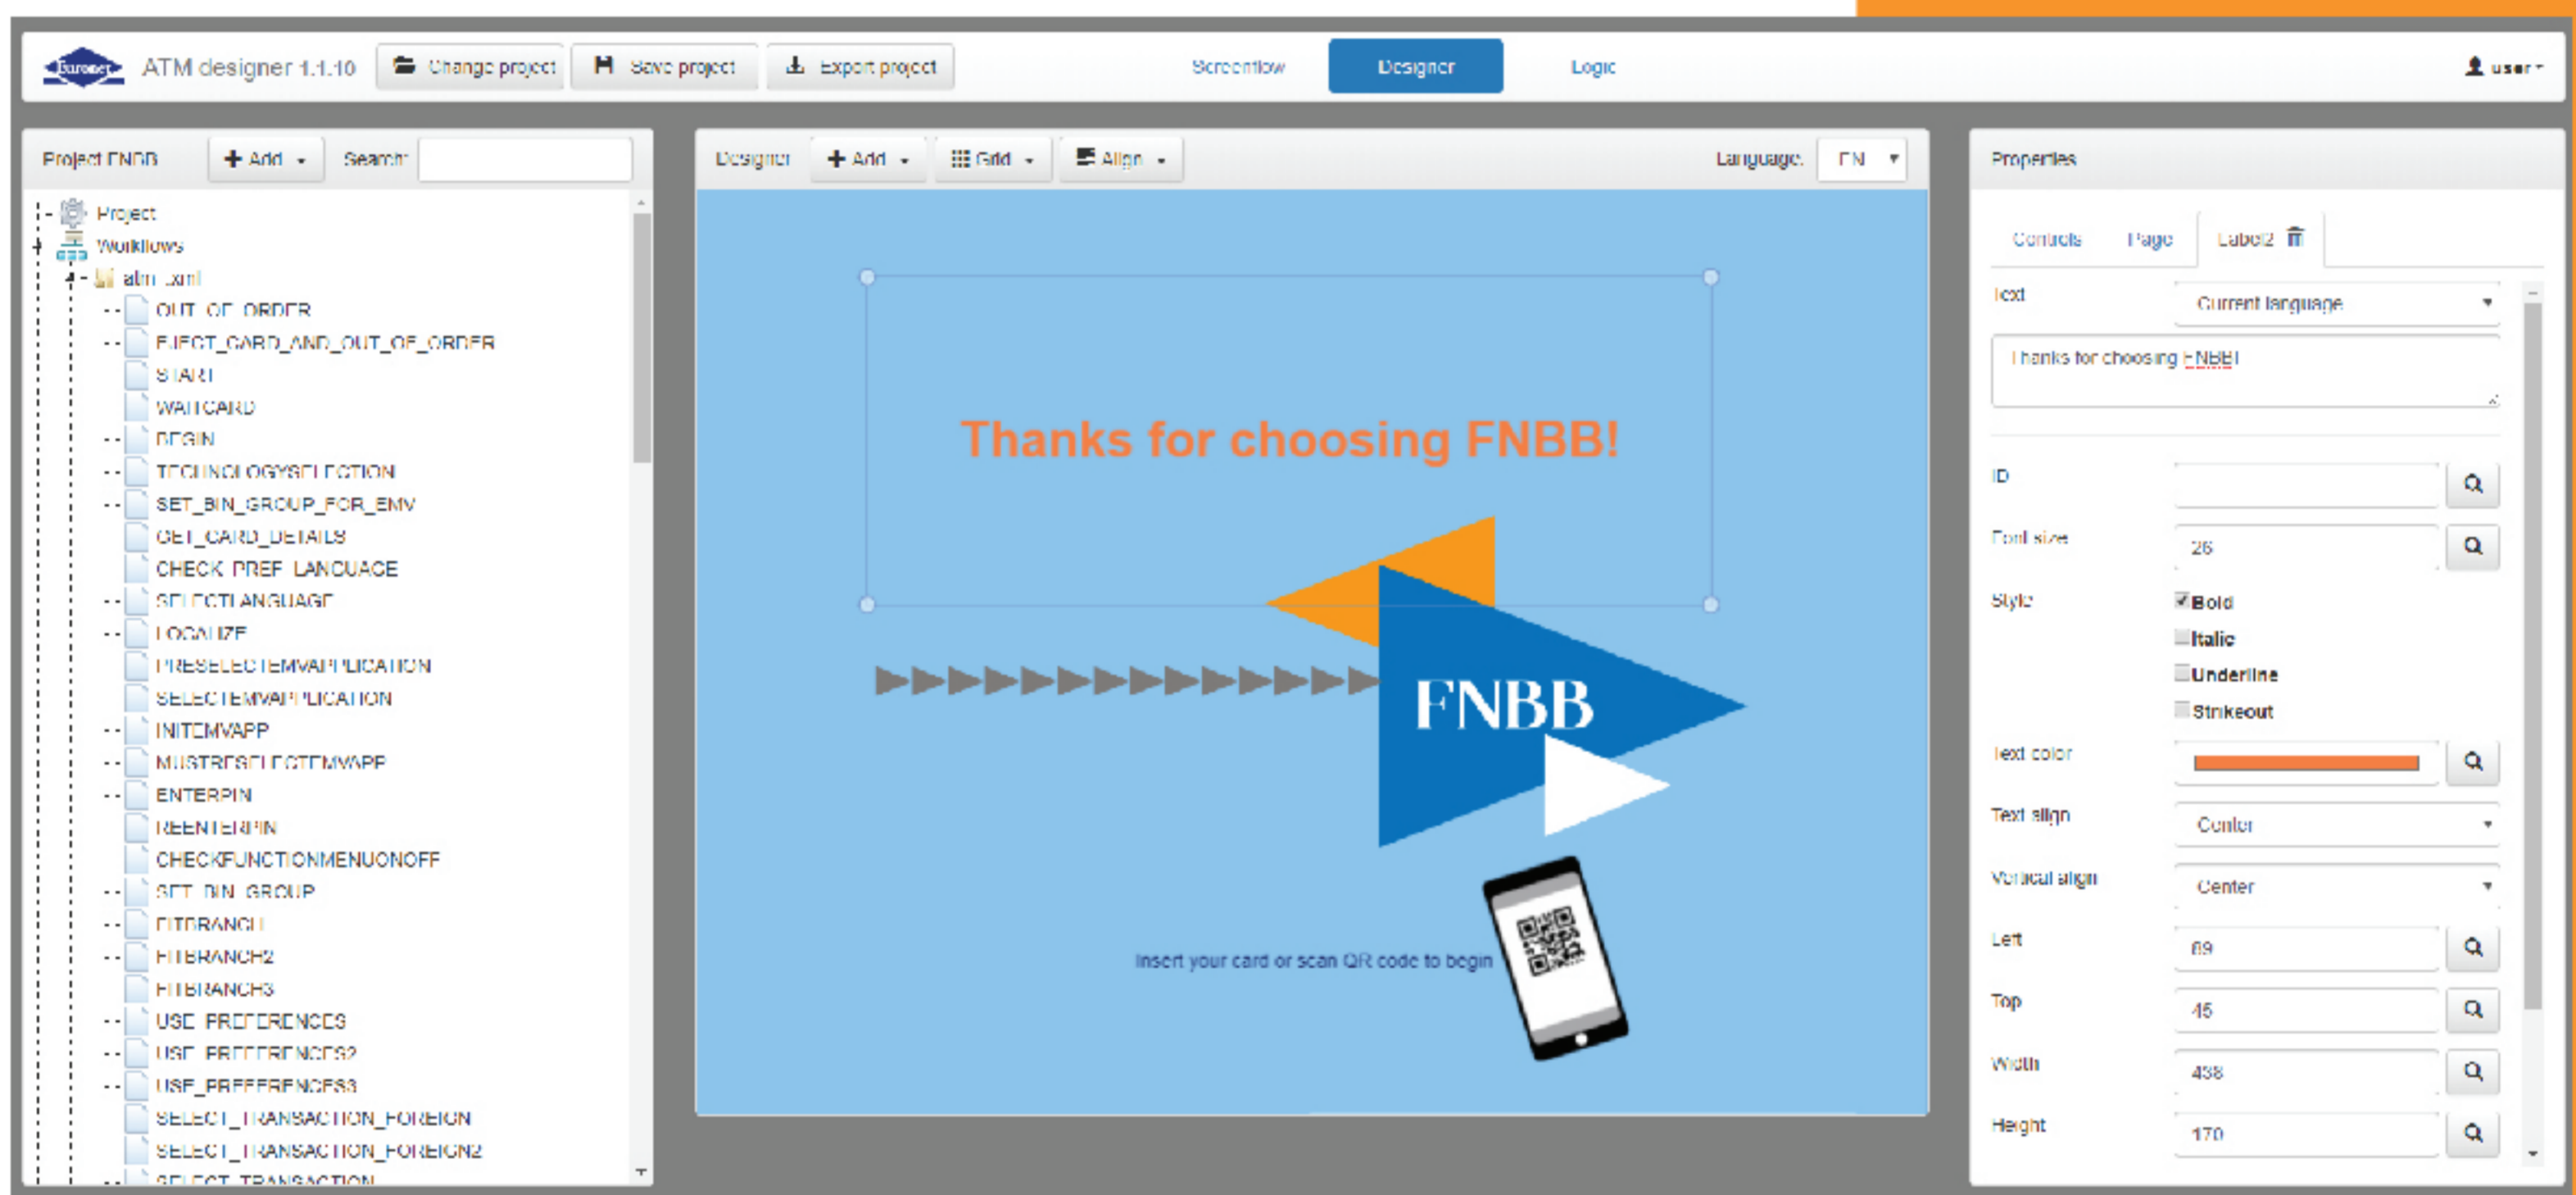 Euronet
ATM designer 1.1.10
Change project
Save project
Export project
Screenflow
Designer
Logic
user
Project FNBB
Add
Search:
Project
Workflows
OUT_OF_ORDER
EJECT_CARD_AND_OUT_OF_ORDER
START
WAITCARD
BEGIN
TECHNOLOGYSELECTION
SET_BIN_GROUP_FOR_EMV
GET_CARD_DETAILS
CHECK_PREF_LANGUAGE
SELECTLANGUAGE
LOCALIZE
PRESELECTEMVAPPLICATION
SELECTEMVAPPLICATION
INITEMVAPP
MUSTRESELECTEMVAPP
ENTERPIN
REENTERPIN
CHECKFUNCTIONMENUONOFF
SET_BIN_GROUP
FITBRANCH
FITBRANCH2
FITBRANCH3
USE_PREFERENCES
USE_PREFERENCES2
USE_PREFERENCES3
SELECT_TRANSACTION_FOREIGN
SELECT_TRANSACTION_FOREIGN2
SELECT_TRANSACTION
Designer
Add
Grid
Align
Language:
EN
Thanks for choosing FNBB!
FNBB
Insert your card or scan QR code to begin
Properties
Controls
Page
Label2
Text
Current language
Thanks for choosing FNBB!
ID
Font size
26
Style
Bold
Italic
Underline
Strikeout
Text color
Text align
Center
Vertical align
Center
Left
89
Top
45
Width
438
Height
170